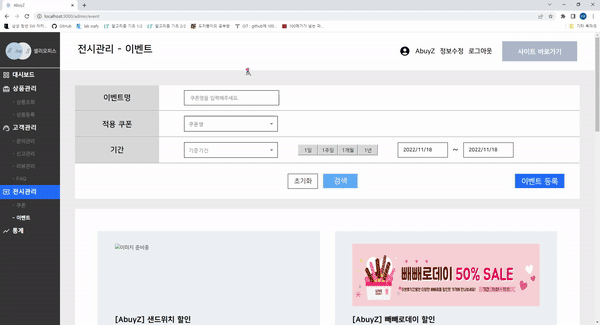 AbuyZ
localhost:3000/admin/event
GitHub
전시관리 - 이벤트
AbuyZ 정보수정 로그아웃
사이트 바로가기
셀러오피스
대시보드
상품관리
- 상품조회
- 상품등록
고객관리
- 문의관리
- 신고관리
- 리뷰관리
- FAQ
전시관리
- 쿠폰
- 이벤트
통계
이벤트명
쿠폰명을 입력해주세요.
적용 쿠폰
쿠폰명
기간
기준기간
1일 1주일 1개월 1년
2022/11/18 ~ 2022/11/18
초기화 검색
이벤트 등록
이미지 준비중
빼빼로데이 50% SALE
[AbuyZ] 샌드위치 할인
[AbuyZ] 빼빼로데이 할인